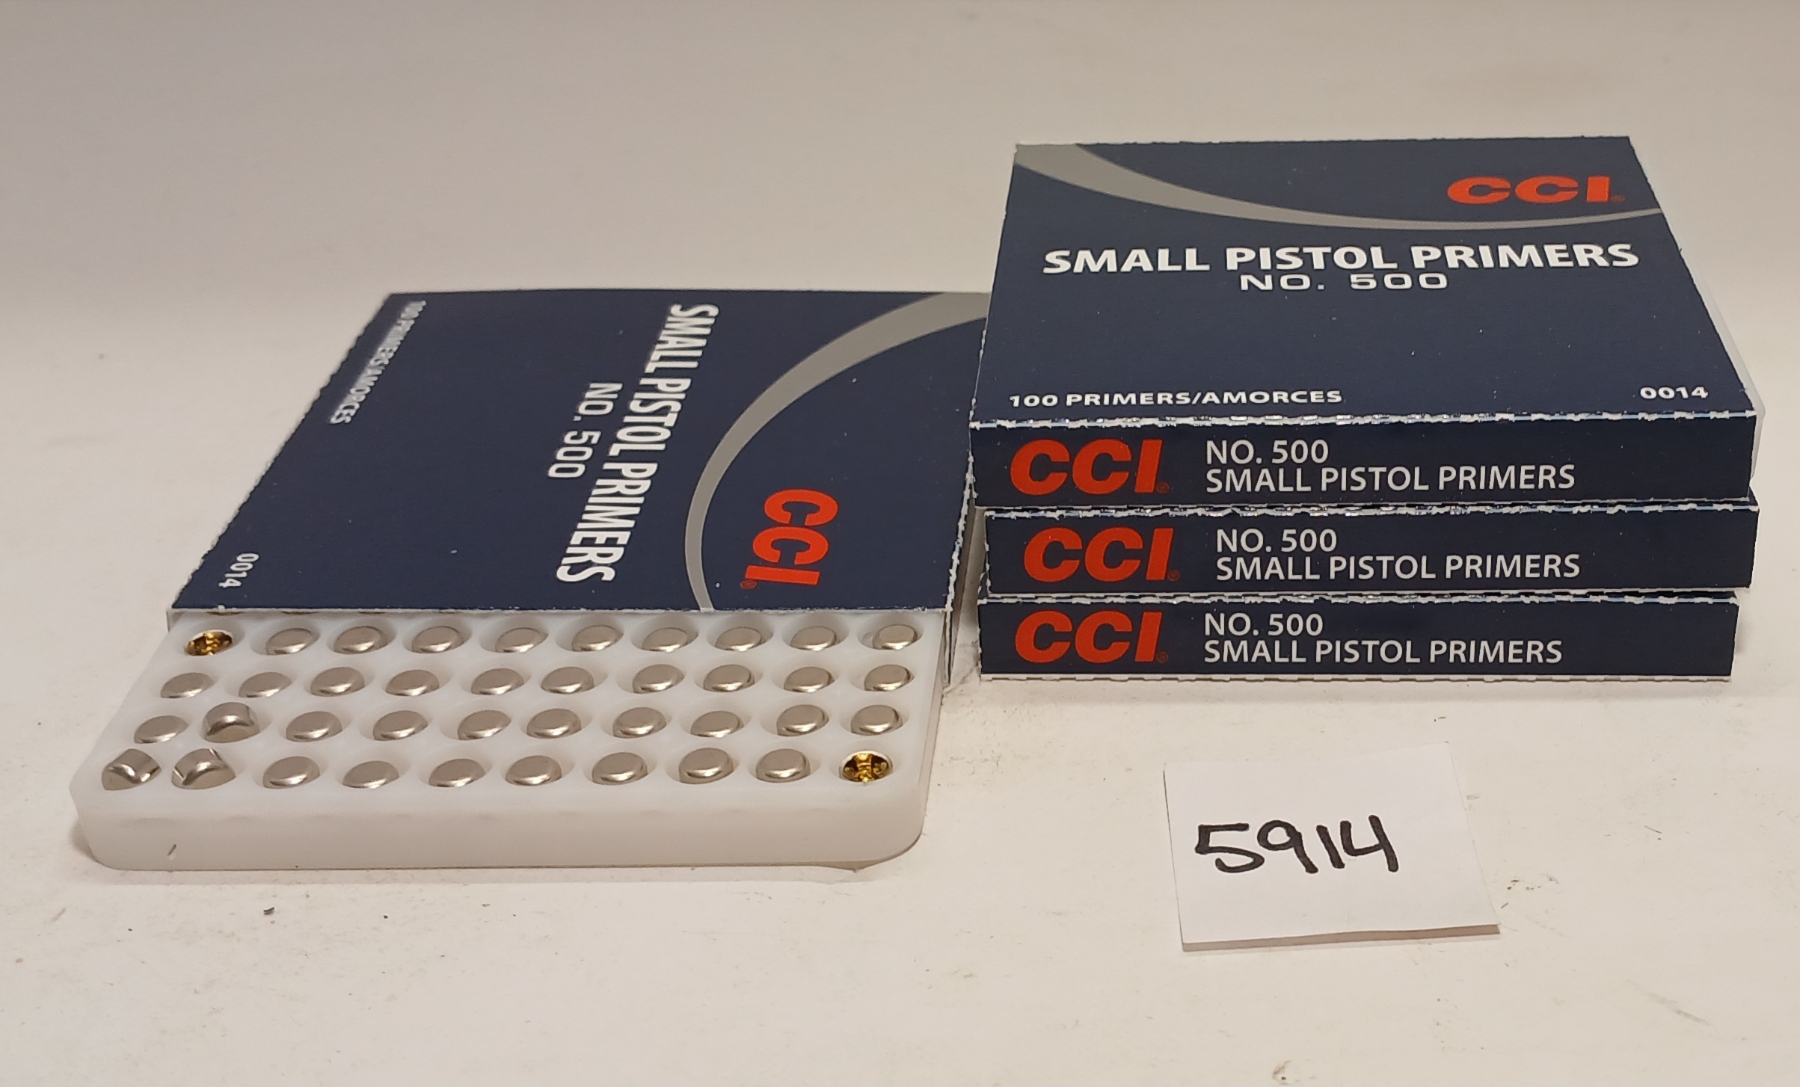 100 PRIMERS/AMORCES
0014
SMALL PISTOL PRIMERS
NO. 500
CCI
CCI
SMALL PISTOL PRIMERS
NO. 500
100 PRIMERS/AMORCES 0014
CCI NO. 500
SMALL PISTOL PRIMERS
CCI NO. 500
SMALL PISTOL PRIMERS
CCI NO. 500
SMALL PISTOL PRIMERS
5914